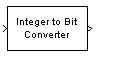 Integer to Bit
Converter